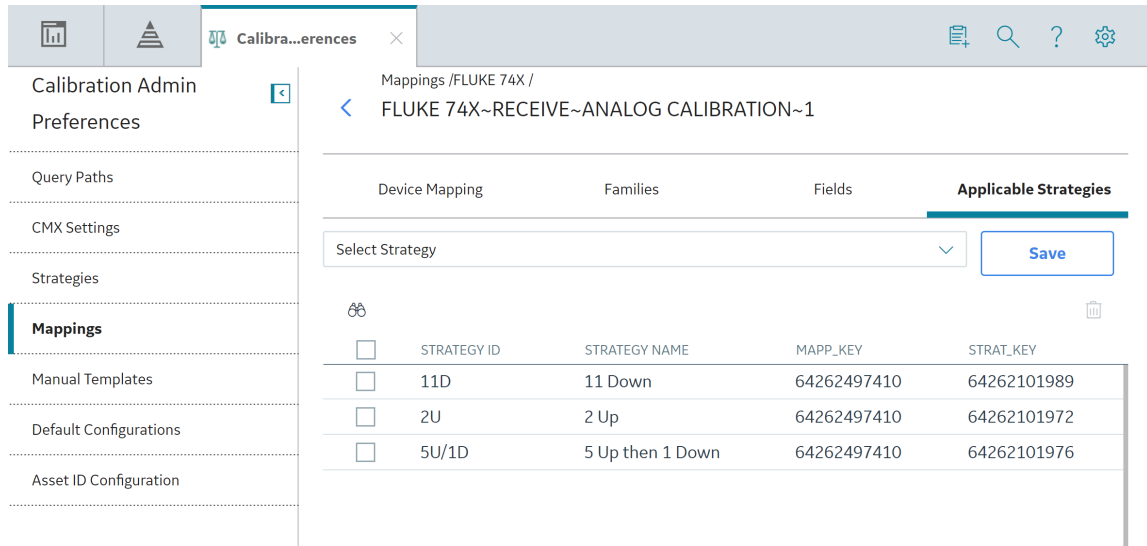 Calibra...erences
Calibration Admin
Preferences
Query Paths
CMX Settings
Strategies
Mappings
Manual Templates
Default Configurations
Asset ID Configuration
Mappings /FLUKE 74X /
FLUKE 74X~RECEIVE~ANALOG CALIBRATION~1
Device Mapping Families Fields Applicable Strategies
Select Strategy Save
STRATEGY ID STRATEGY NAME MAPP_KEY STRAT_KEY
11D 11 Down 64262497410 64262101989
2U 2 Up 64262497410 64262101972
5U/1D 5 Up then 1 Down 64262497410 64262101976